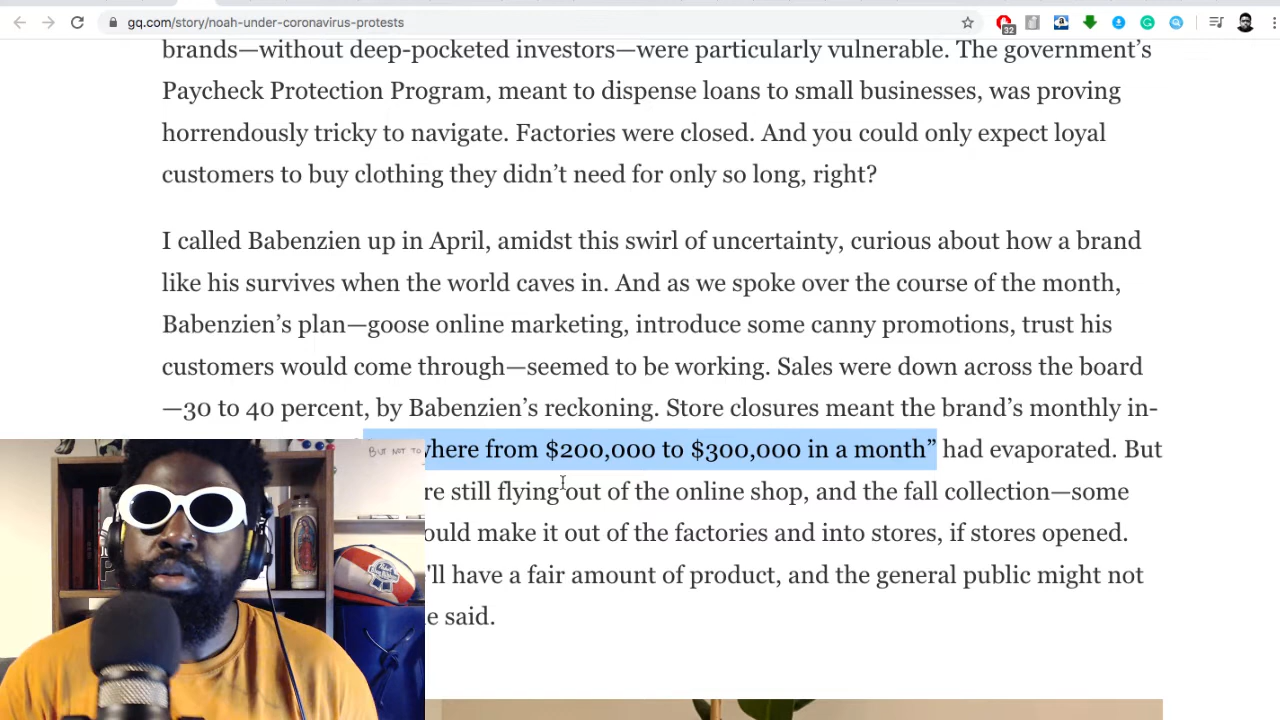 gq.com/story/noah-under-coronavirus-protests
32
brands—without deep-pocketed investors—were particularly vulnerable. The government’s
Paycheck Protection Program, meant to dispense loans to small businesses, was proving
horrendously tricky to navigate. Factories were closed. And you could only expect loyal
customers to buy clothing they didn’t need for only so long, right?
I called Babenzien up in April, amidst this swirl of uncertainty, curious about how a brand
like his survives when the world caves in. And as we spoke over the course of the month,
Babenzien’s plan—goose online marketing, introduce some canny promotions, trust his
customers would come through—seemed to be working. Sales were down across the board
—30 to 40 percent, by Babenzien’s reckoning. Store closures meant the brand’s monthly in-
where from $200,000 to $300,000 in a month” had evaporated. But
re still flying out of the online shop, and the fall collection—some
ould make it out of the factories and into stores, if stores opened.
'll have a fair amount of product, and the general public might not
e said.
BUT NOT TO